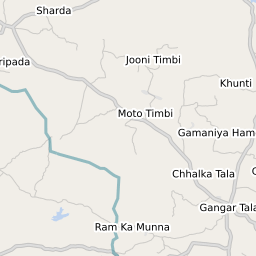 Sharda
Jooni Timbi
ripada
Khunti
Moto Timbi
Gamaniya Ham
Chhalka Tala
Gangar Tala
Ram Ka Munna